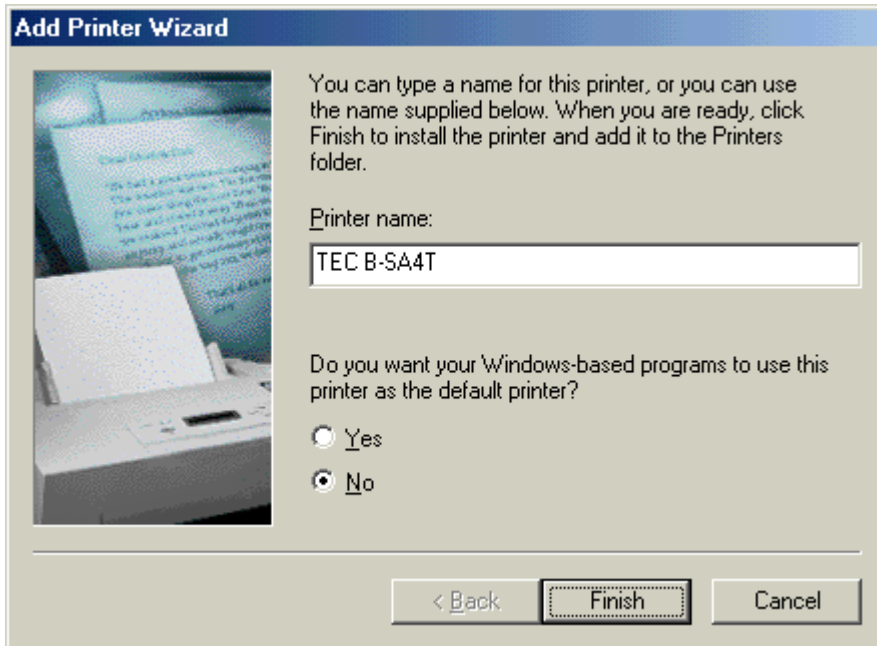 Add Printer Wizard
You can type a name for this printer, or you can use
the name supplied below. When you are ready, click
Finish to install the printer and add it to the Printers
folder.
Printer name:
TEC B-SA4T
Do you want your Windows-based programs to use this
printer as the default printer?
Yes
No
< Back
Finish
Cancel